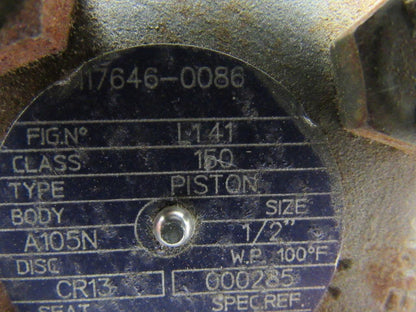 117646-0086
FIG.Nº L141
CLASS 150
TYPE PISTON
BODY SIZE
A105N 1/2"
DISC W.P. 100°F
CR13 000285
SEAT SPEC.REF.